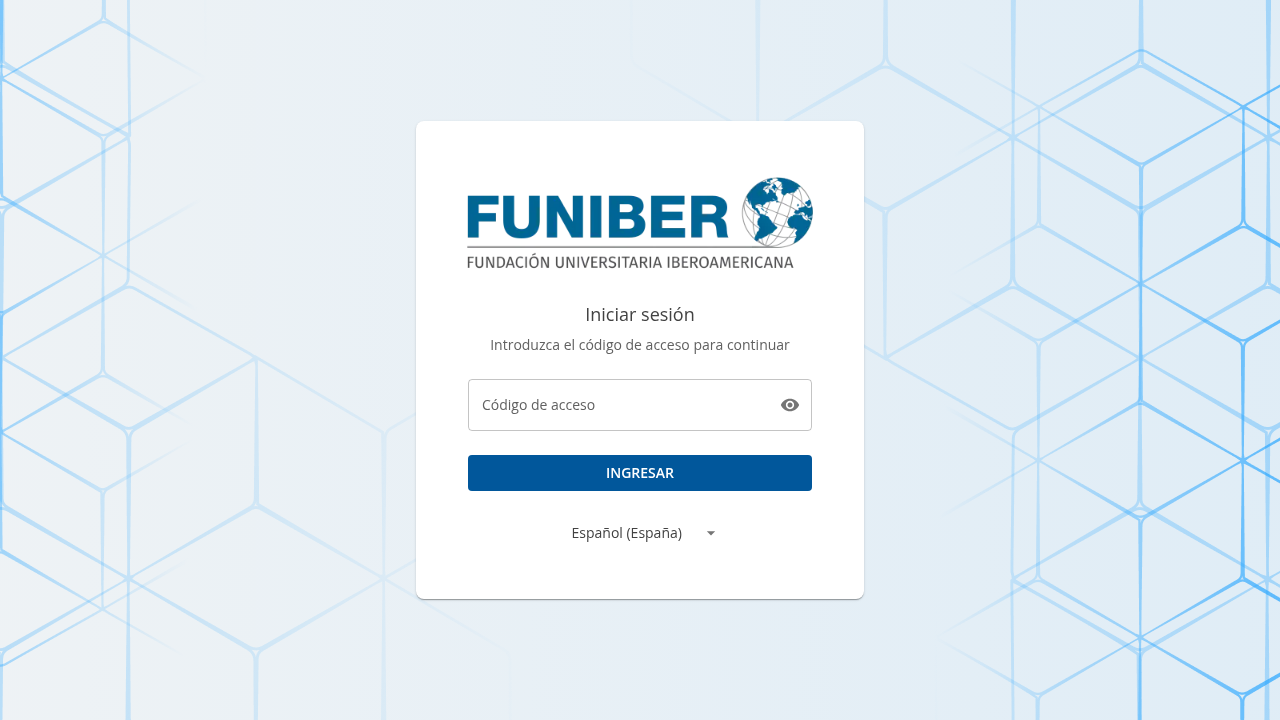 FUNIBER
FUNDACIÓN UNIVERSITARIA IBEROAMERICANA
Iniciar sesión
Introduzca el código de acceso para continuar
Código de acceso
INGRESAR
Español (España)